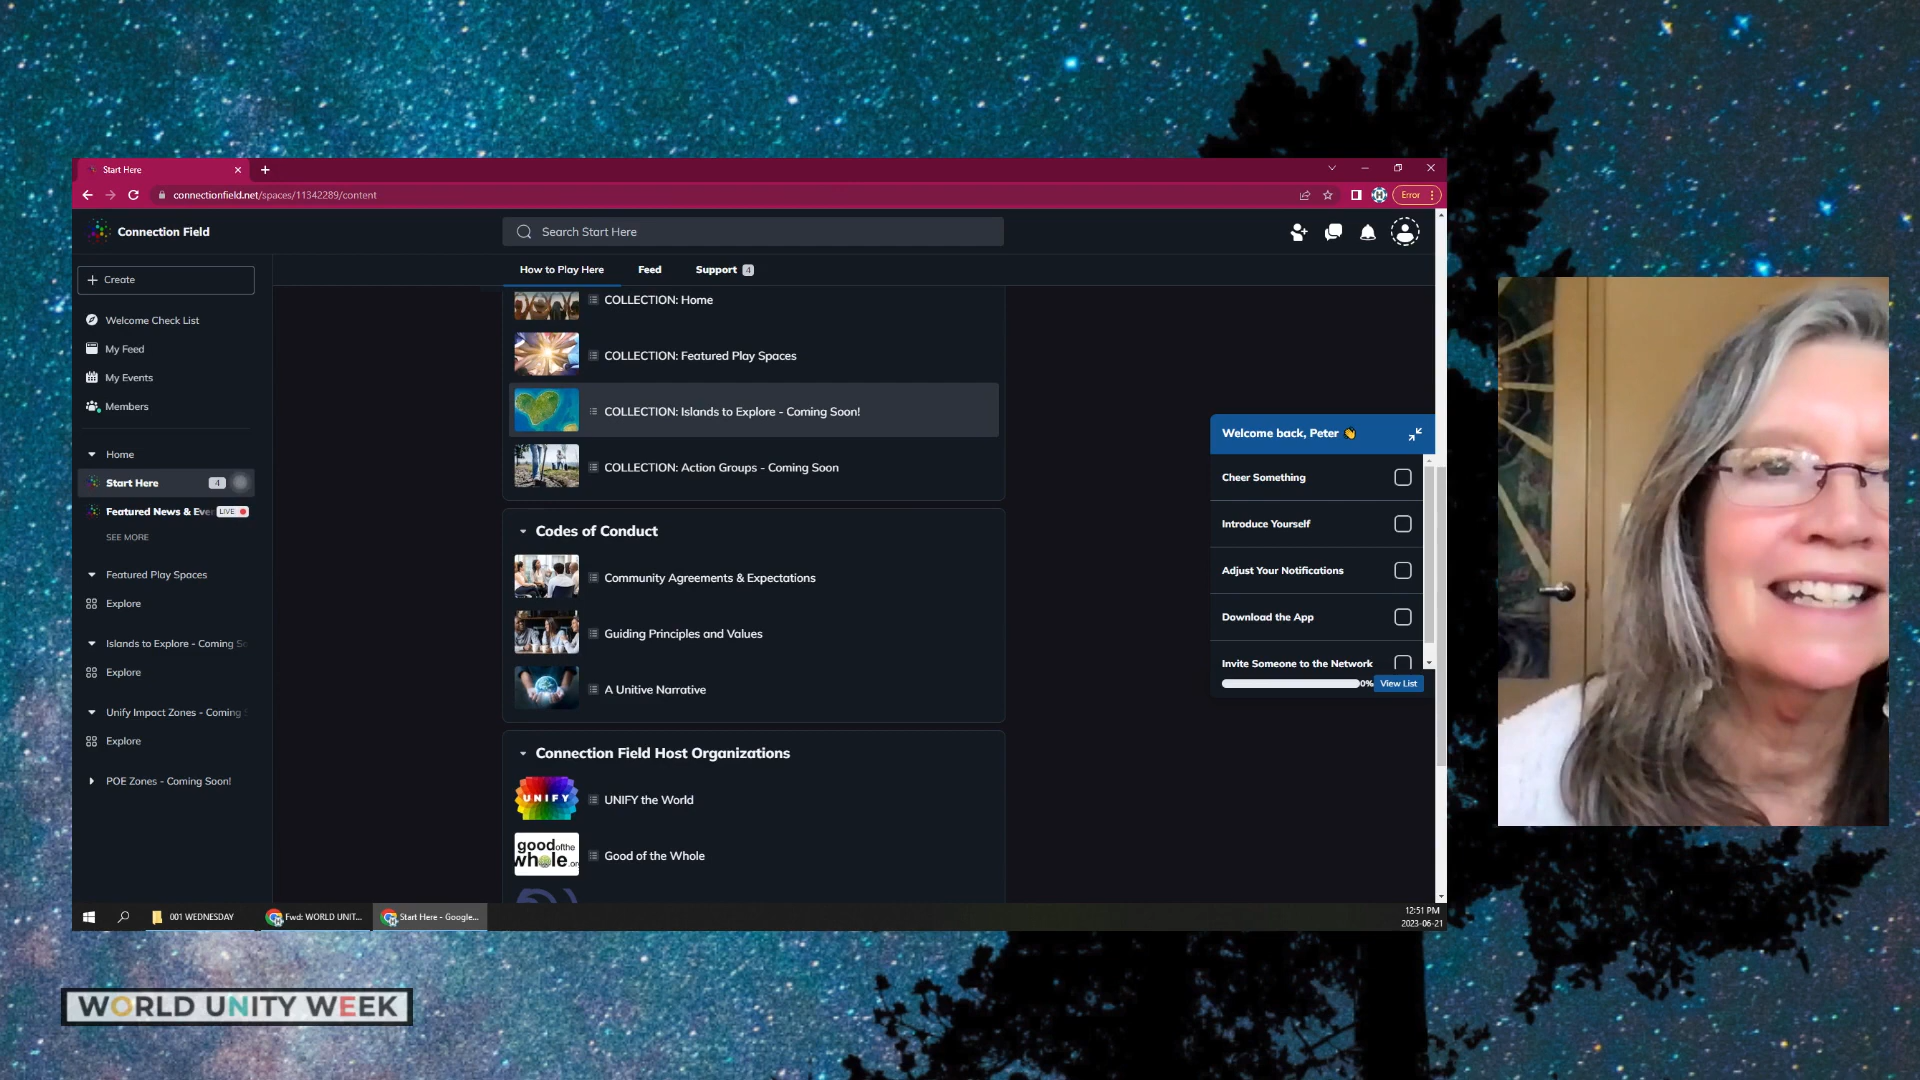 Start Here
connectionfield.net/spaces/11342289/content
Error
Connection Field
Search Start Here
Create
How to Play Here
Feed
Support 4
Welcome Check List
My Feed
My Events
Members
Home
Start Here 4
Featured News & Eve LIVE
SEE MORE
Featured Play Spaces
Explore
Islands to Explore - Coming So
Explore
Unify Impact Zones - Coming
Explore
POE Zones - Coming Soon!
COLLECTION: Home
COLLECTION: Featured Play Spaces
COLLECTION: Islands to Explore - Coming Soon!
COLLECTION: Action Groups - Coming Soon
Codes of Conduct
Community Agreements & Expectations
Guiding Principles and Values
A Unitive Narrative
Connection Field Host Organizations
UNIFY
UNIFY the World
goodofthe
whole.or
Good of the Whole
Welcome back, Peter 👋
Cheer Something
Introduce Yourself
Adjust Your Notifications
Download the App
Invite Someone to the Network
0%
View List
001 WEDNESDAY
Fwd: WORLD UNIT...
Start Here - Google...
12:51 PM
2023-06-21
WORLD UNITY WEEK